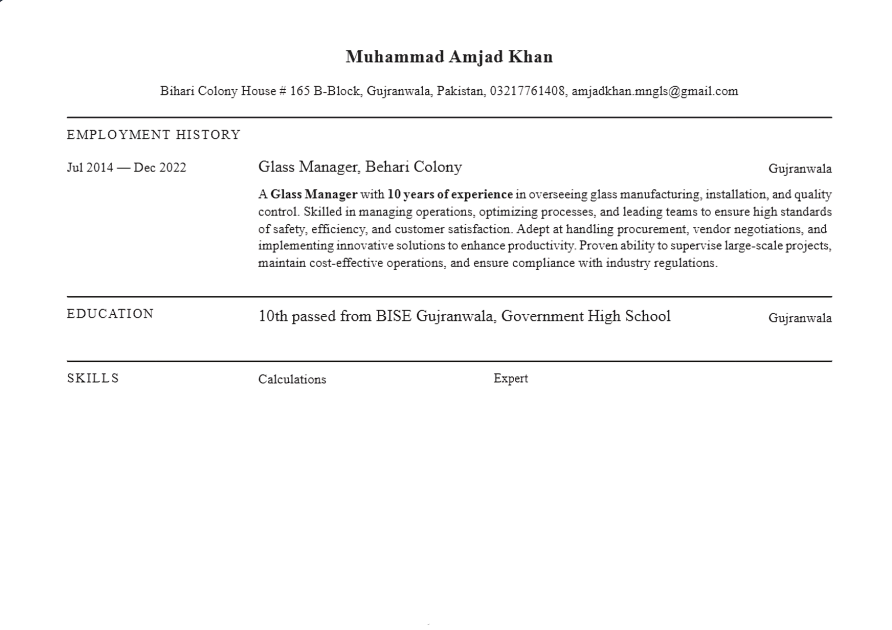 Muhammad Amjad Khan
Bihari Colony House # 165 B-Block, Gujranwala, Pakistan, 03217761408, amjadkhan.mngls@gmail.com
EMPLOYMENT HISTORY
Jul 2014 — Dec 2022 Glass Manager, Behari Colony Gujranwala
A Glass Manager with 10 years of experience in overseeing glass manufacturing, installation, and quality
control. Skilled in managing operations, optimizing processes, and leading teams to ensure high standards
of safety, efficiency, and customer satisfaction. Adept at handling procurement, vendor negotiations, and
implementing innovative solutions to enhance productivity. Proven ability to supervise large-scale projects,
maintain cost-effective operations, and ensure compliance with industry regulations.
EDUCATION 10th passed from BISE Gujranwala, Government High School Gujranwala
SKILLS Calculations Expert